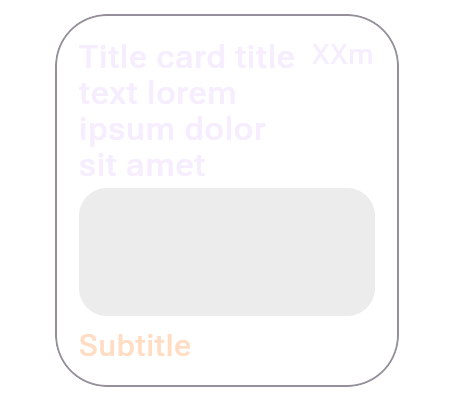 Title card title XXm
text lorem
ipsum dolor
sit amet
Subtitle